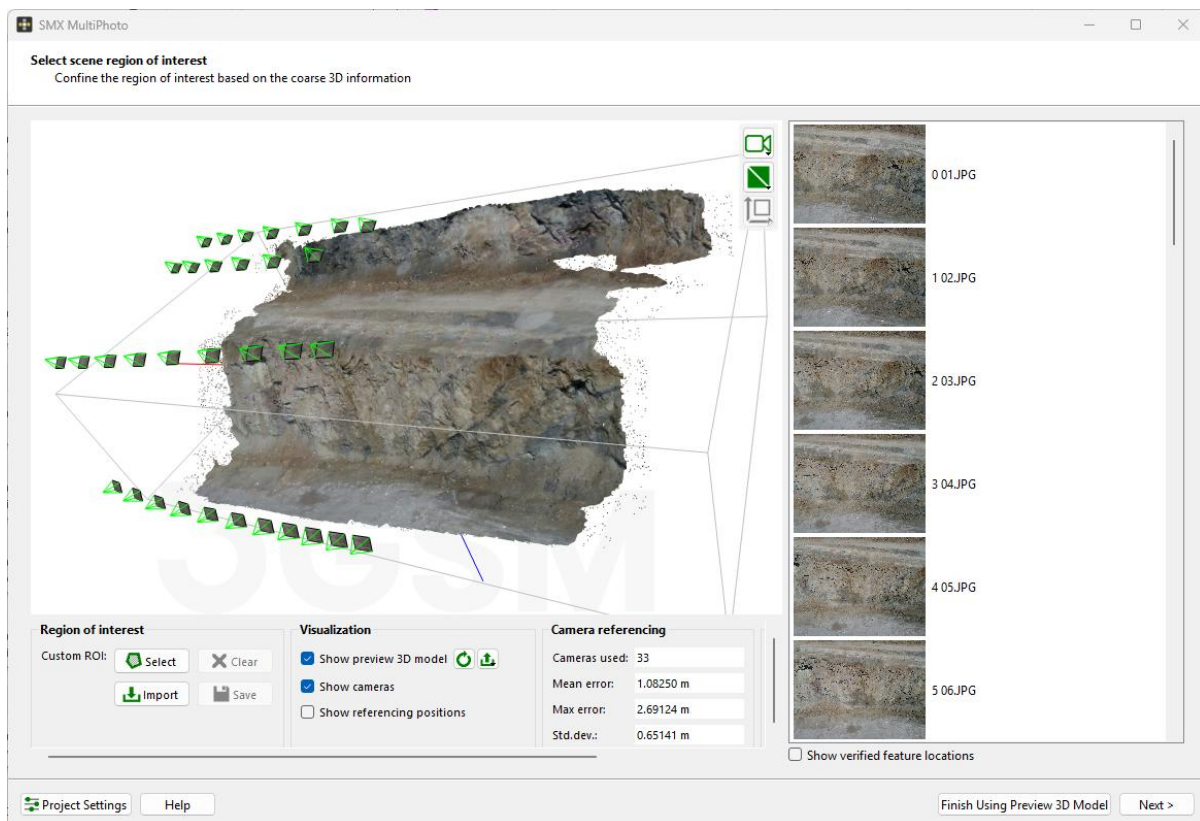 SMX MultiPhoto
Select scene region of interest
Confine the region of interest based on the coarse 3D information
0 01.JPG
1 02.JPG
2 03.JPG
3 04.JPG
4 05.JPG
5 06.JPG
3GSM
Region of interest
Custom ROI:
Select
Clear
Import
Save
Visualization
Show preview 3D model
Show cameras
Show referencing positions
Camera referencing
Cameras used: 33
Mean error: 1.08250 m
Max error: 2.69124 m
Std.dev.: 0.65141 m
Show verified feature locations
Project Settings
Help
Finish Using Preview 3D Model
Next >